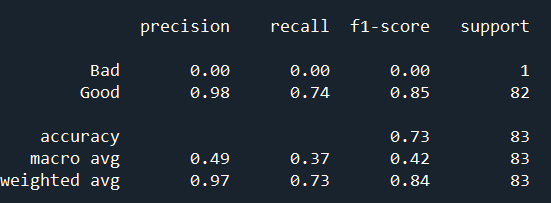 precision recall f1-score support
Bad 0.00 0.00 0.00 1
Good 0.98 0.74 0.85 82
accuracy 0.73 83
macro avg 0.49 0.37 0.42 83
weighted avg 0.97 0.73 0.84 83